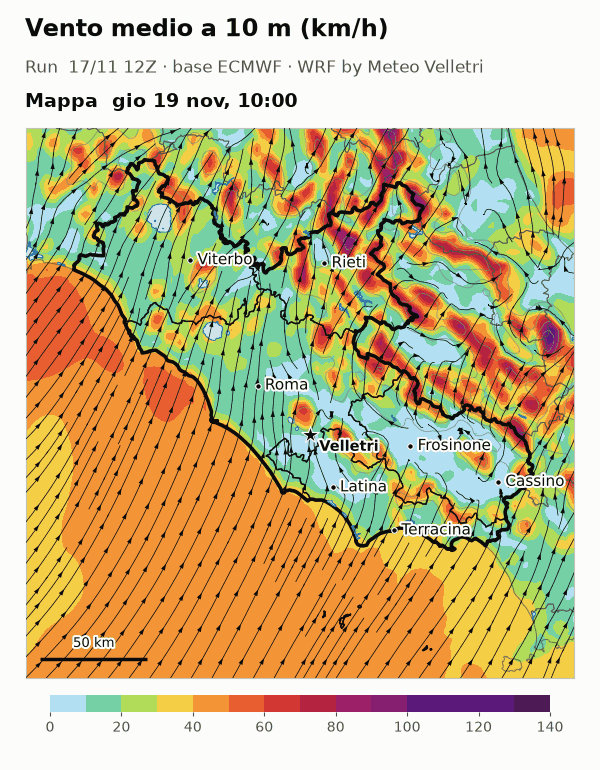 Vento medio a 10 m (km/h)
Run 17/11 12Z · base ECMWF · WRF by Meteo Velletri
Mappa gio 19 nov, 10:00
Viterbo
Rieti
Roma
Velletri
Frosinone
Latina
Cassino
Terracina
50 km
0 20 40 60 80 100 120 140